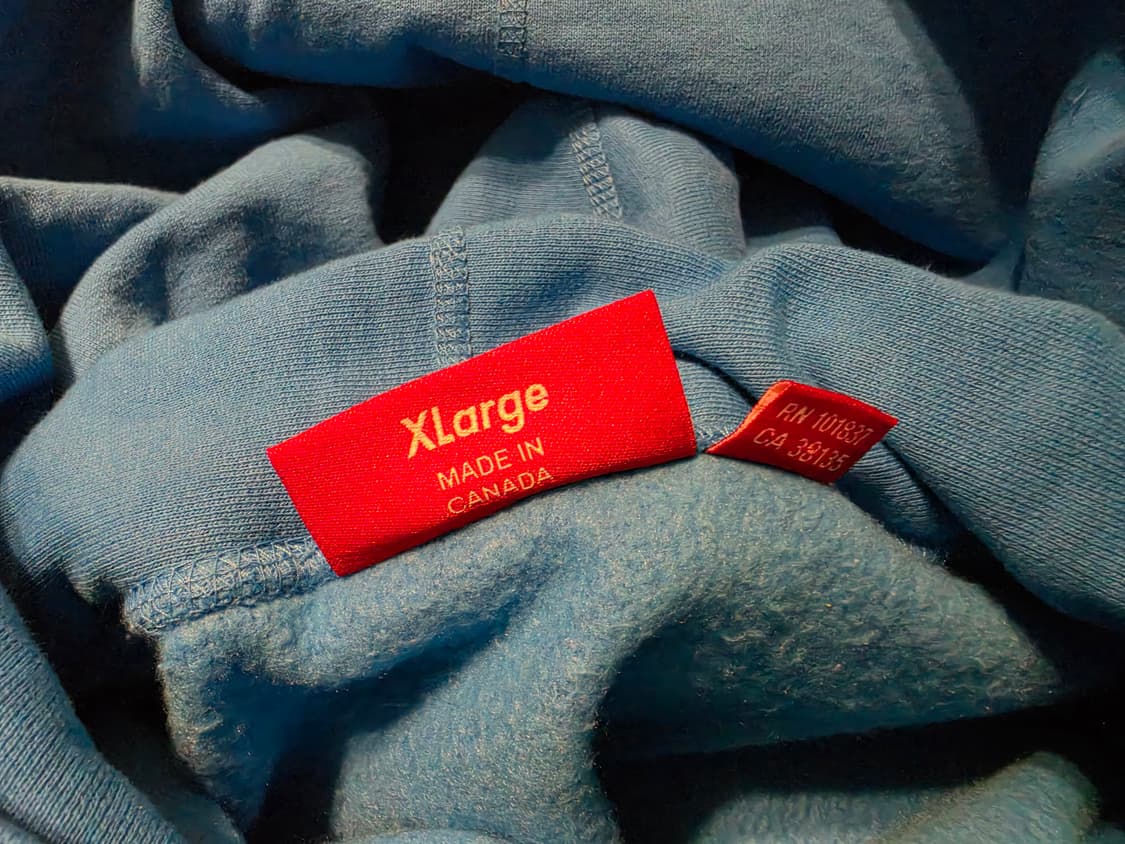 XLarge
MADE IN
CANADA
RN 101837
CA 38135